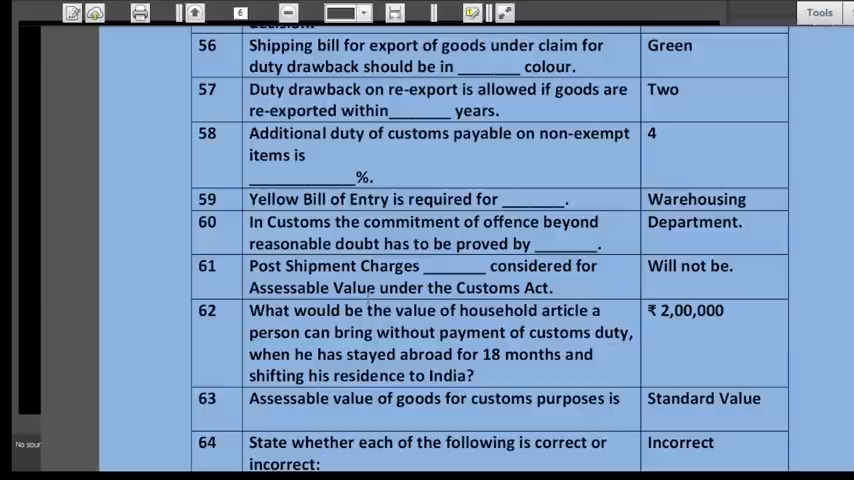 6
Tools
56 Shipping bill for export of goods under claim for Green
duty drawback should be in _______ colour.
57 Duty drawback on re-export is allowed if goods are Two
re-exported within_______ years.
58 Additional duty of customs payable on non-exempt 4
items is
____________%.
59 Yellow Bill of Entry is required for _______. Warehousing
60 In Customs the commitment of offence beyond Department.
reasonable doubt has to be proved by _______.
61 Post Shipment Charges _______ considered for Will not be.
Assessable Value under the Customs Act.
62 What would be the value of household article a ₹ 2,00,000
person can bring without payment of customs duty,
when he has stayed abroad for 18 months and
shifting his residence to India?
63 Assessable value of goods for customs purposes is Standard Value
No sour
64 State whether each of the following is correct or Incorrect
incorrect: